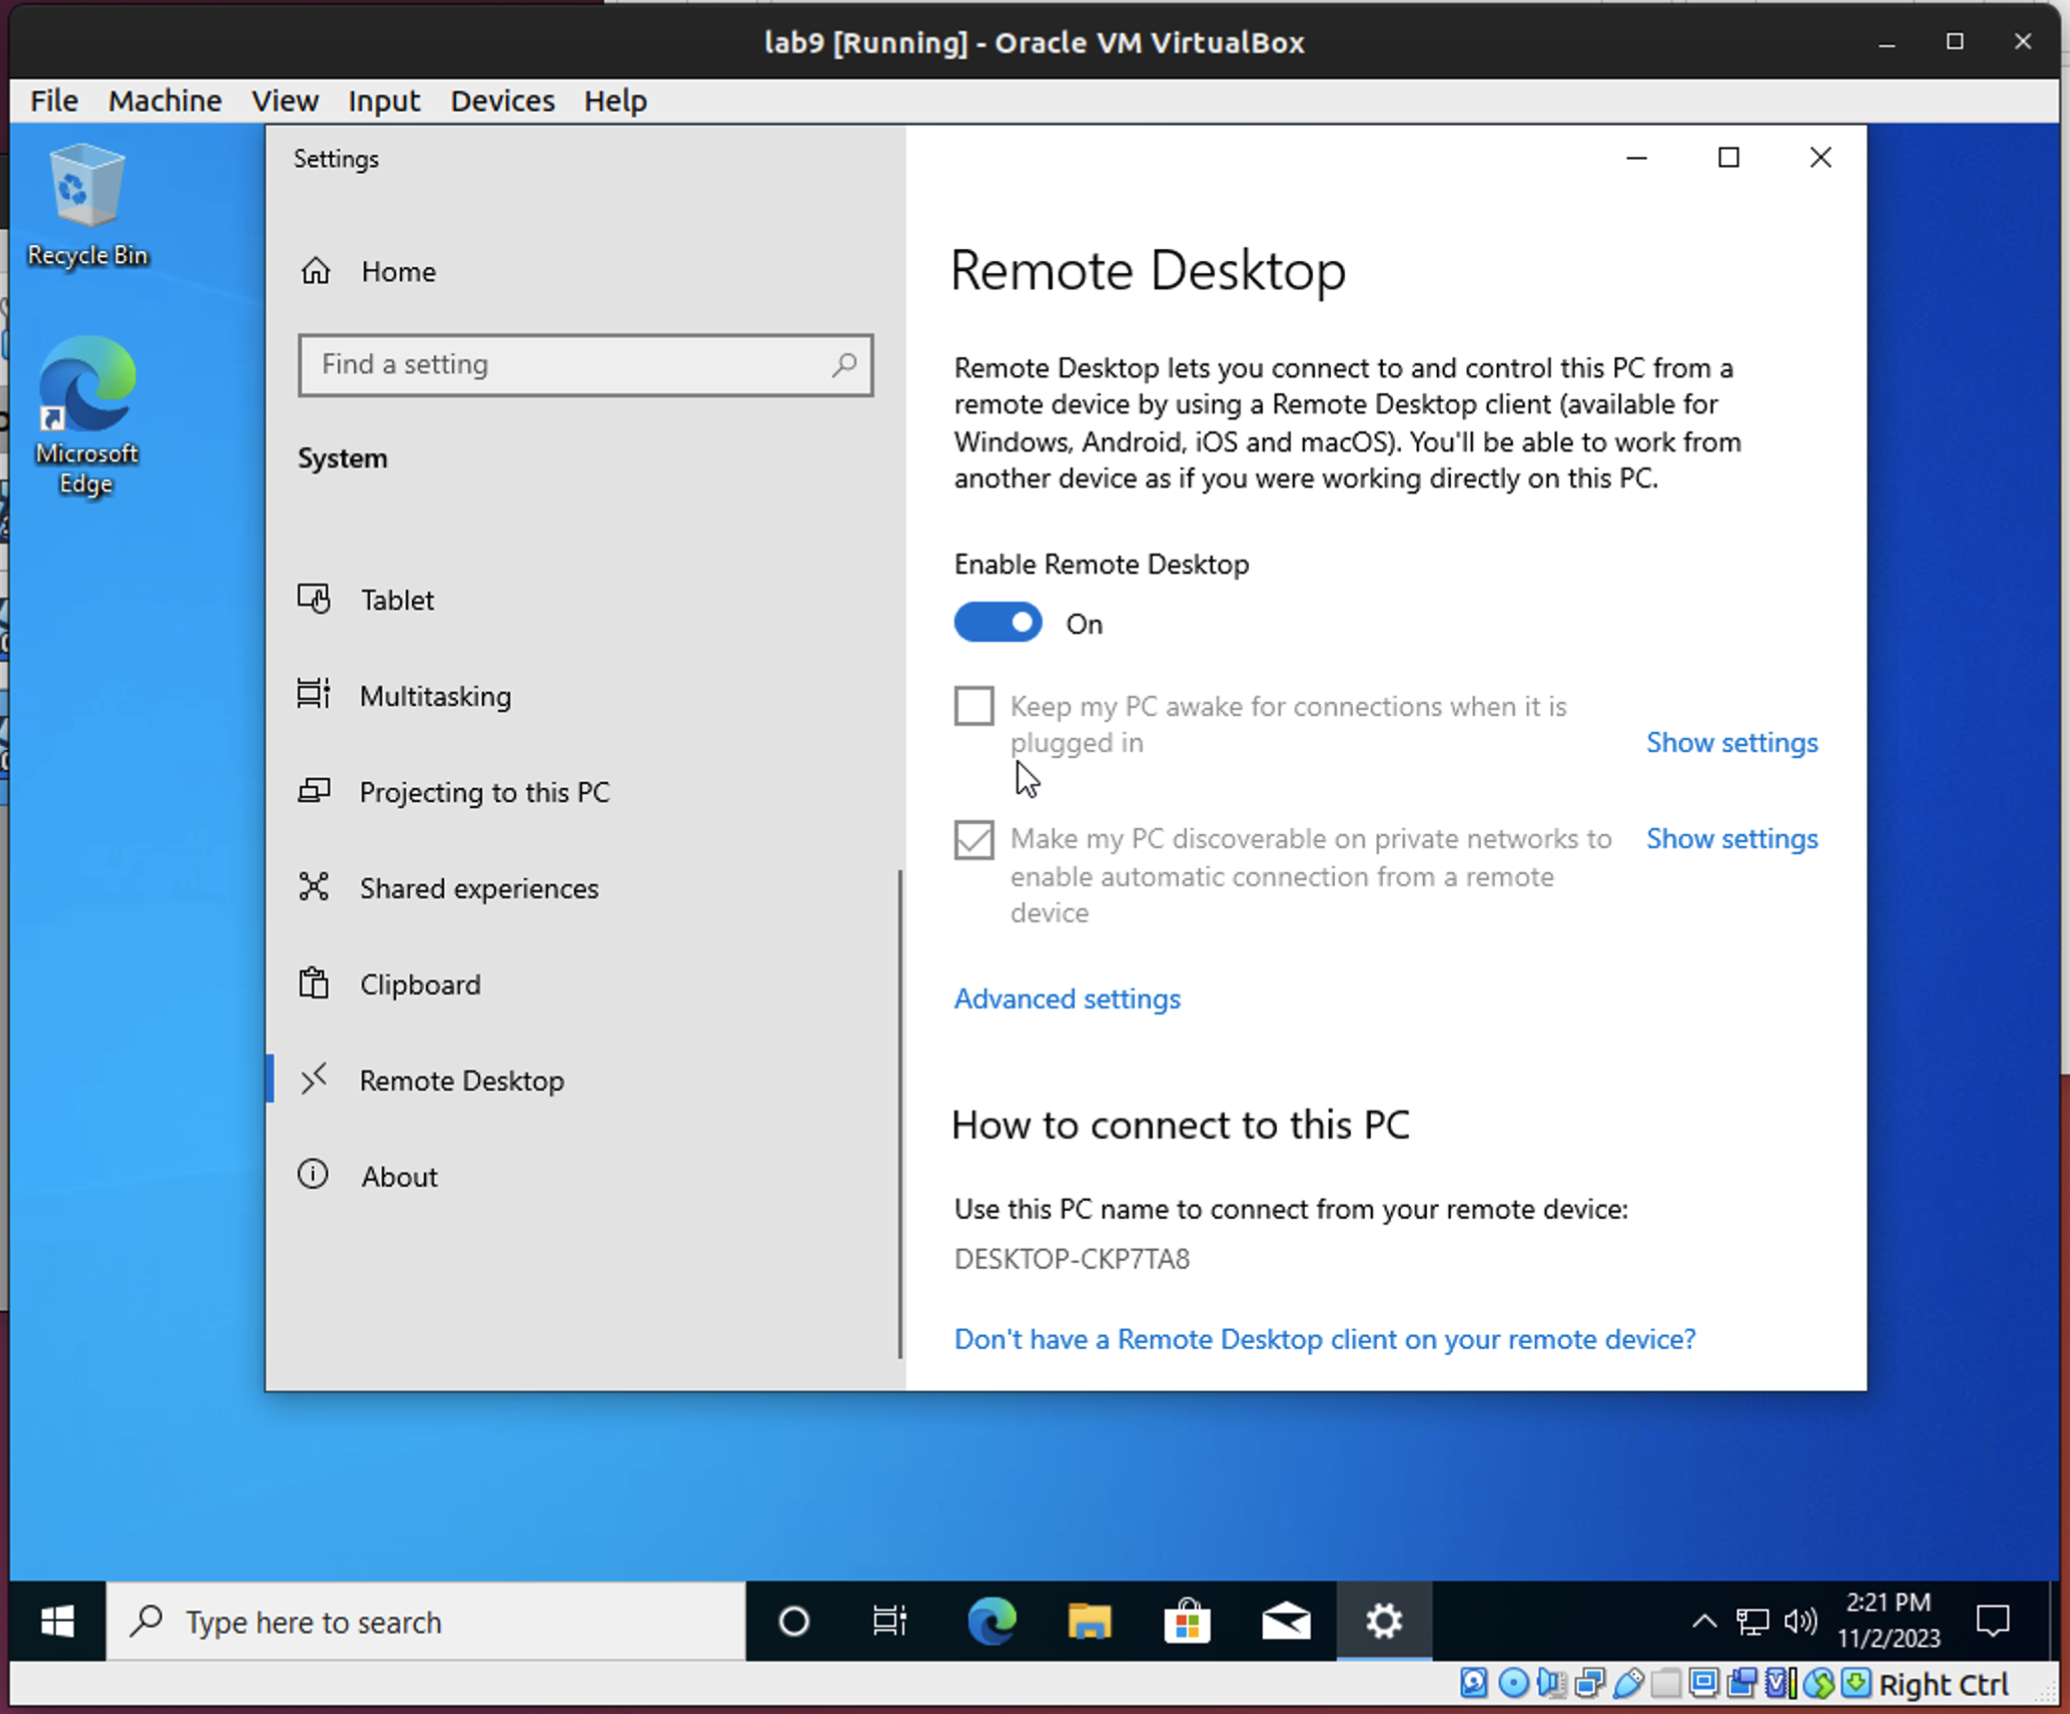 lab9 [Running] - Oracle VM VirtualBox
File Machine View Input Devices Help
Recycle Bin
Microsoft
Edge
Settings
Home
Find a setting
System
Tablet
Multitasking
Projecting to this PC
Shared experiences
Clipboard
Remote Desktop
About
Remote Desktop
Remote Desktop lets you connect to and control this PC from a
remote device by using a Remote Desktop client (available for
Windows, Android, iOS and macOS). You'll be able to work from
another device as if you were working directly on this PC.
Enable Remote Desktop
On
Keep my PC awake for connections when it is
plugged in
Show settings
Make my PC discoverable on private networks to
enable automatic connection from a remote
device
Show settings
Advanced settings
How to connect to this PC
Use this PC name to connect from your remote device:
DESKTOP-CKP7TA8
Don't have a Remote Desktop client on your remote device?
Type here to search
2:21 PM
11/2/2023
Right Ctrl